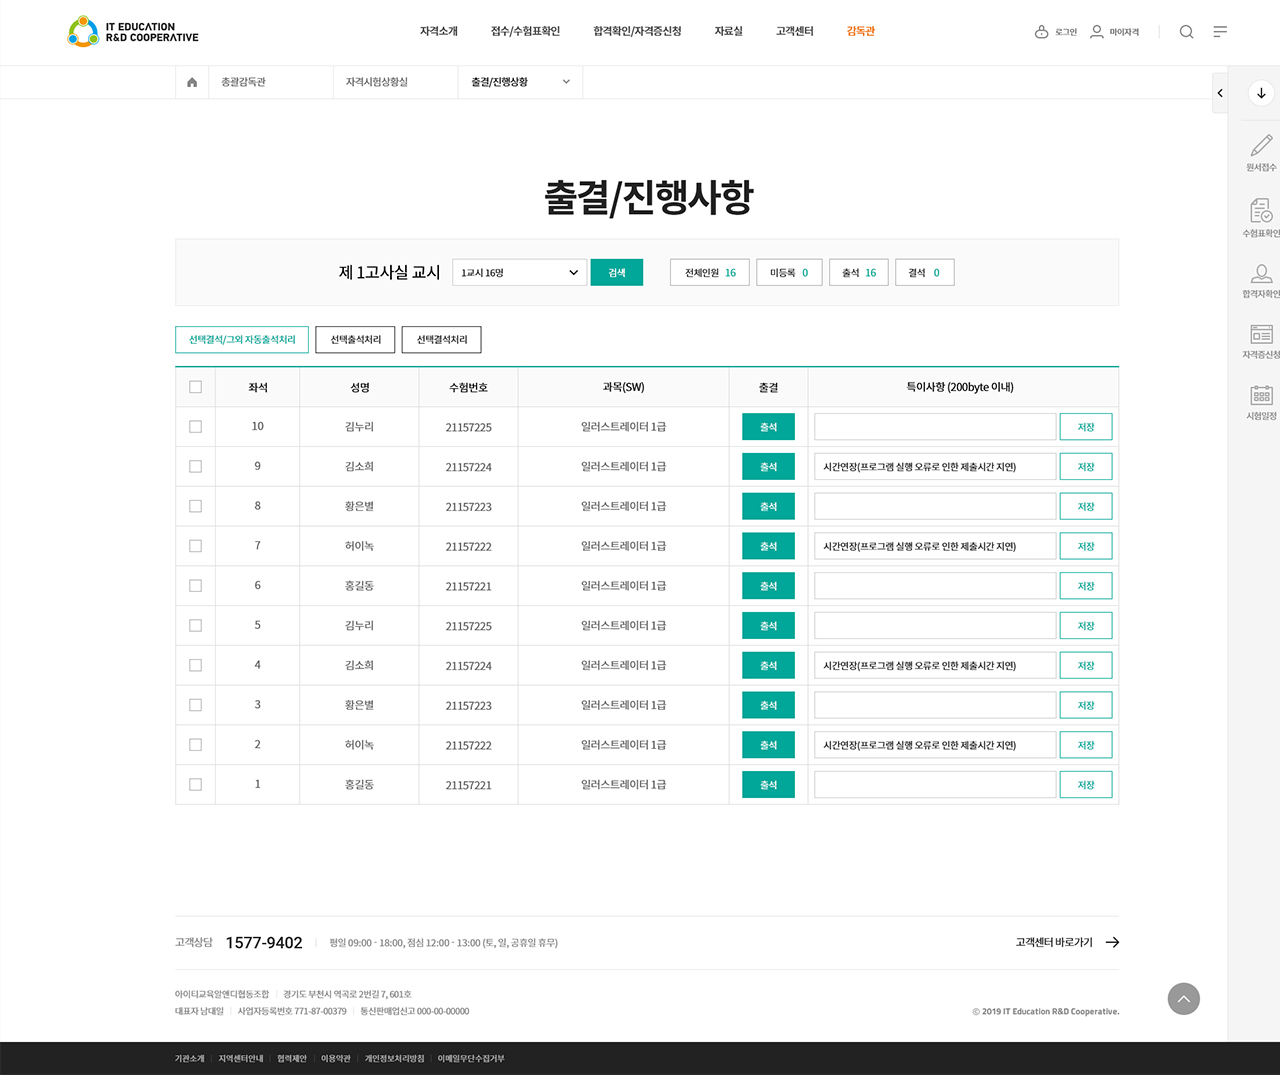 IT EDUCATION
R&D COOPERATIVE
자격소개 접수/수험표확인 합격확인/자격증신청 자료실 고객센터 감독관
로그인 마이자격
총괄감독관 자격시험상황실 출결/진행상황
원서접수
수험표확인
합격자확인
자격증신청
시험일정
출결/진행사항
제 1고사실 교시 1교시 16명 검색 전체인원 16 미등록 0 출석 16 결석 0
선택결석/그외 자동출석처리 선택출석처리 선택결석처리
좌석 성명 수험번호 과목(SW) 출결 특이사항 (200byte 이내)
10 김누리 21157225 일러스트레이터 1급 출석 저장
9 김소희 21157224 일러스트레이터 1급 출석 시간연장(프로그램 실행 오류로 인한 제출시간 지연) 저장
8 황은별 21157223 일러스트레이터 1급 출석 저장
7 허이녹 21157222 일러스트레이터 1급 출석 시간연장(프로그램 실행 오류로 인한 제출시간 지연) 저장
6 홍길동 21157221 일러스트레이터 1급 출석 저장
5 김누리 21157225 일러스트레이터 1급 출석 저장
4 김소희 21157224 일러스트레이터 1급 출석 시간연장(프로그램 실행 오류로 인한 제출시간 지연) 저장
3 황은별 21157223 일러스트레이터 1급 출석 저장
2 허이녹 21157222 일러스트레이터 1급 출석 시간연장(프로그램 실행 오류로 인한 제출시간 지연) 저장
1 홍길동 21157221 일러스트레이터 1급 출석 저장
고객상담 1577-9402 평일 09:00 - 18:00, 점심 12:00 - 13:00 (토, 일, 공휴일 휴무) 고객센터 바로가기
아이티교육알앤디협동조합 경기도 부천시 역곡로 2번길 7, 601호
대표자 남대일 사업자등록번호 771-87-00379 통신판매업신고 000-00-00000
© 2019 IT Education R&D Cooperative.
기관소개 지역센터안내 협력제안 이용약관 개인정보처리방침 이메일무단수집거부